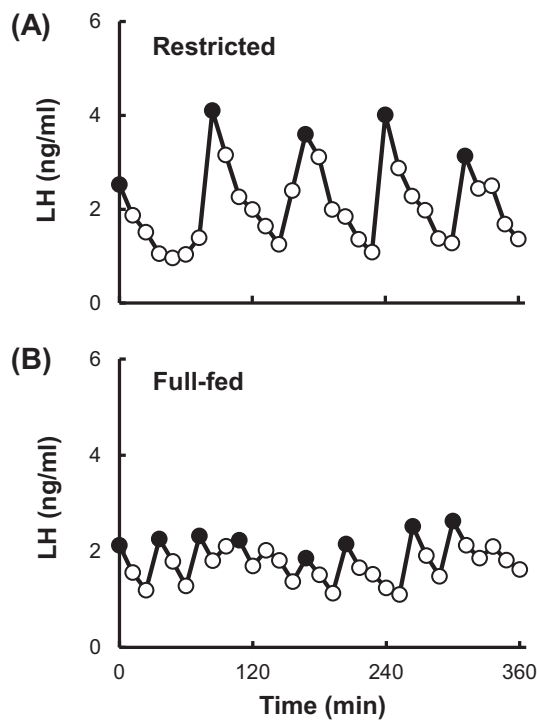 (A)
6
Restricted
4
LH (ng/ml)
2
0
(B)
6
Full-fed
4
LH (ng/ml)
2
0
0 120 240 360
Time (min)